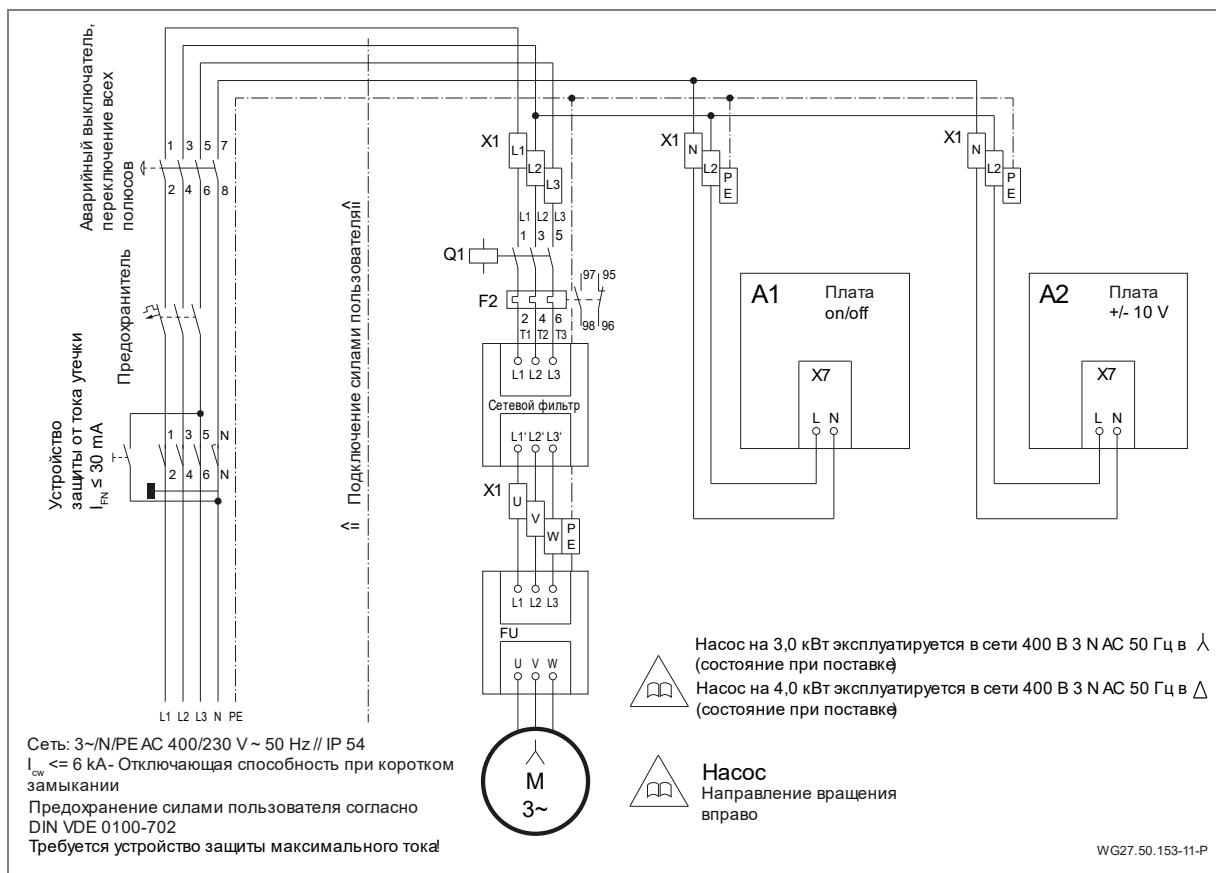 Аварийный выключатель,
переключение всех
полюсов
1 3 5 7
2 4 6 8
Предохранитель
Устройство
защиты от тока утечки
I_FN ≤ 30 mA
1 3 5 N
2 4 6 N
L1 L2 L3 N PE
Подключение силами пользователя
X1
L1
L2
L3
L1 L2 L3
1 3 5
Q1
97 95
F2
98 96
2 4 6
T1 T2 T3
L1 L2 L3
Сетевой фильтр
L1' L2' L3'
X1
U
V
W
PE
L1 L2 L3
FU
U V W
M
3~
X1
N
L2
PE
A1
Плата
on/off
X7
L N
X1
N
L2
PE
A2
Плата
+/- 10 V
X7
L N
Сеть: 3~/N/PE AC 400/230 V ~ 50 Hz // IP 54
I_cw <= 6 kA- Отключающая способность при коротком
замыкании
Предохранение силами пользователя согласно
DIN VDE 0100-702
Требуется устройство защиты максимального тока!
Насос на 3,0 кВт эксплуатируется в сети 400 В 3 N AC 50 Гц в
(состояние при поставке)
Насос на 4,0 кВт эксплуатируется в сети 400 В 3 N AC 50 Гц в △
(состояние при поставке)
Насос
Направление вращения
вправо
WG27.50.153-11-P